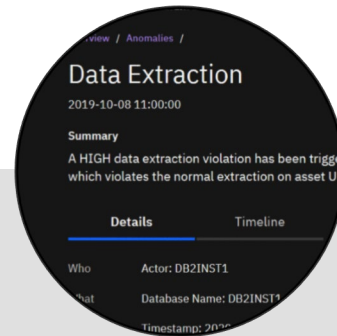 / Anomalies /
Data Extraction
2019-10-08 11:00:00
Summary
A HIGH data extraction violation has been
which violates the normal extraction on asset
Details Timeline
Who Actor: DB2INST1
Database Name: DB2INST1
Timestamp: